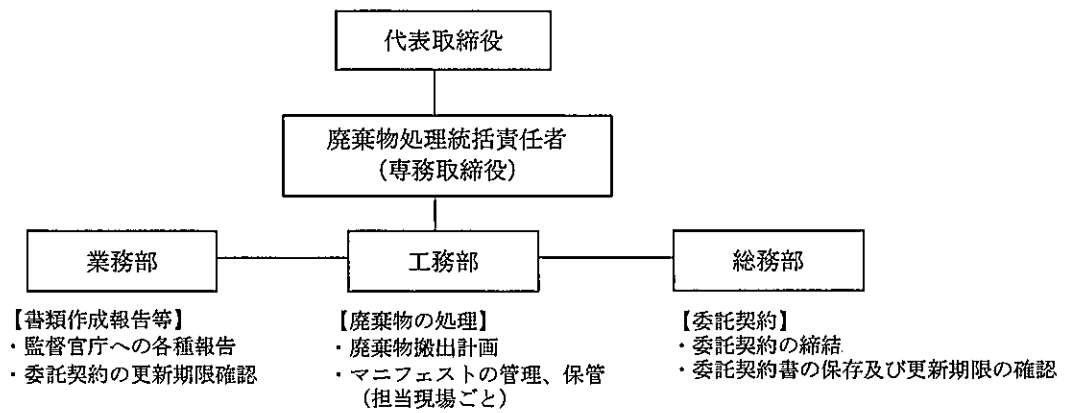 代表取締役
廃棄物処理統括責任者
(専務取締役)
業務部
工務部
総務部
【書類作成報告等】
・監督官庁への各種報告
・委託契約の更新期限確認
【廃棄物の処理】
・廃棄物搬出計画
・マニフェストの管理、保管
(担当現場ごと)
【委託契約】
・委託契約の締結
・委託契約書の保存及び更新期限の確認